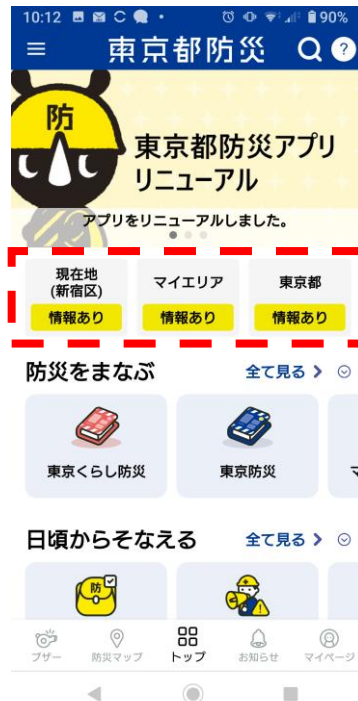 10:12
90%
東京都防災
?
防
東京都防災アプリ
リニューアル
アプリをリニューアルしました。
現在地
(新宿区)
情報あり
マイエリア
情報あり
東京都
情報あり
防災をまなぶ
全て見る
東京くらし防災
東京防災
日頃からそなえる
全て見る
防
ブザー
防災マップ
トップ
お知らせ
マイページ